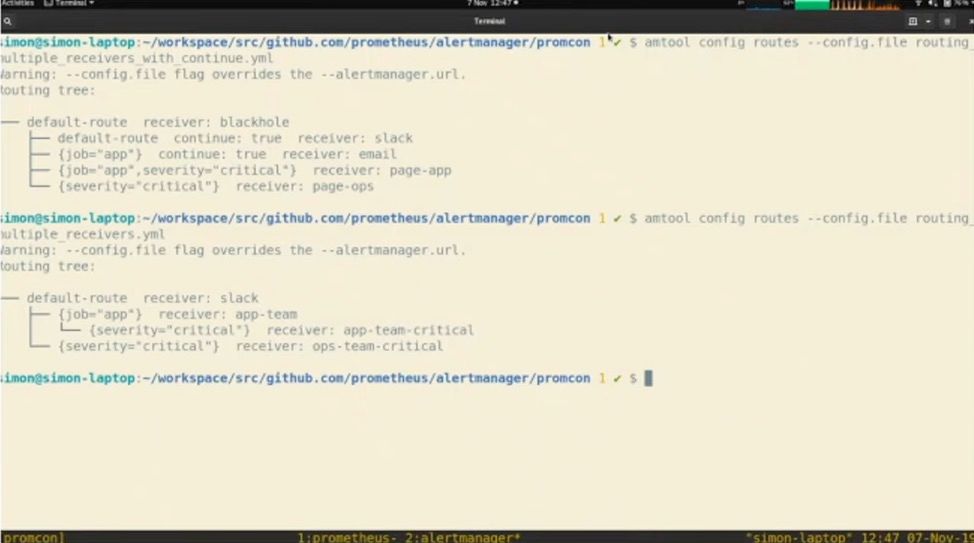 Activities Terminal 7 Nov 12:47
Terminal
simon@simon-laptop:~/workspace/src/github.com/prometheus/alertmanager/promcon 1 ✔ $ amtool config routes --config.file routing_
multiple_receivers_with_continue.yml
Warning: --config.file flag overrides the --alertmanager.url.
Routing tree:
── default-route  receiver: blackhole
├── default-route  continue: true  receiver: slack
├── {job="app"}  continue: true  receiver: email
├── {job="app",severity="critical"}  receiver: page-app
└── {severity="critical"}  receiver: page-ops
simon@simon-laptop:~/workspace/src/github.com/prometheus/alertmanager/promcon 1 ✔ $ amtool config routes --config.file routing_
multiple_receivers.yml
Warning: --config.file flag overrides the --alertmanager.url.
Routing tree:
── default-route  receiver: slack
├── {job="app"}  receiver: app-team
│   └── {severity="critical"}  receiver: app-team-critical
└── {severity="critical"}  receiver: ops-team-critical
simon@simon-laptop:~/workspace/src/github.com/prometheus/alertmanager/promcon 1 ✔ $
promcon] 1:prometheus- 2:alertmanager* "simon-laptop" 12:47 07-Nov-19